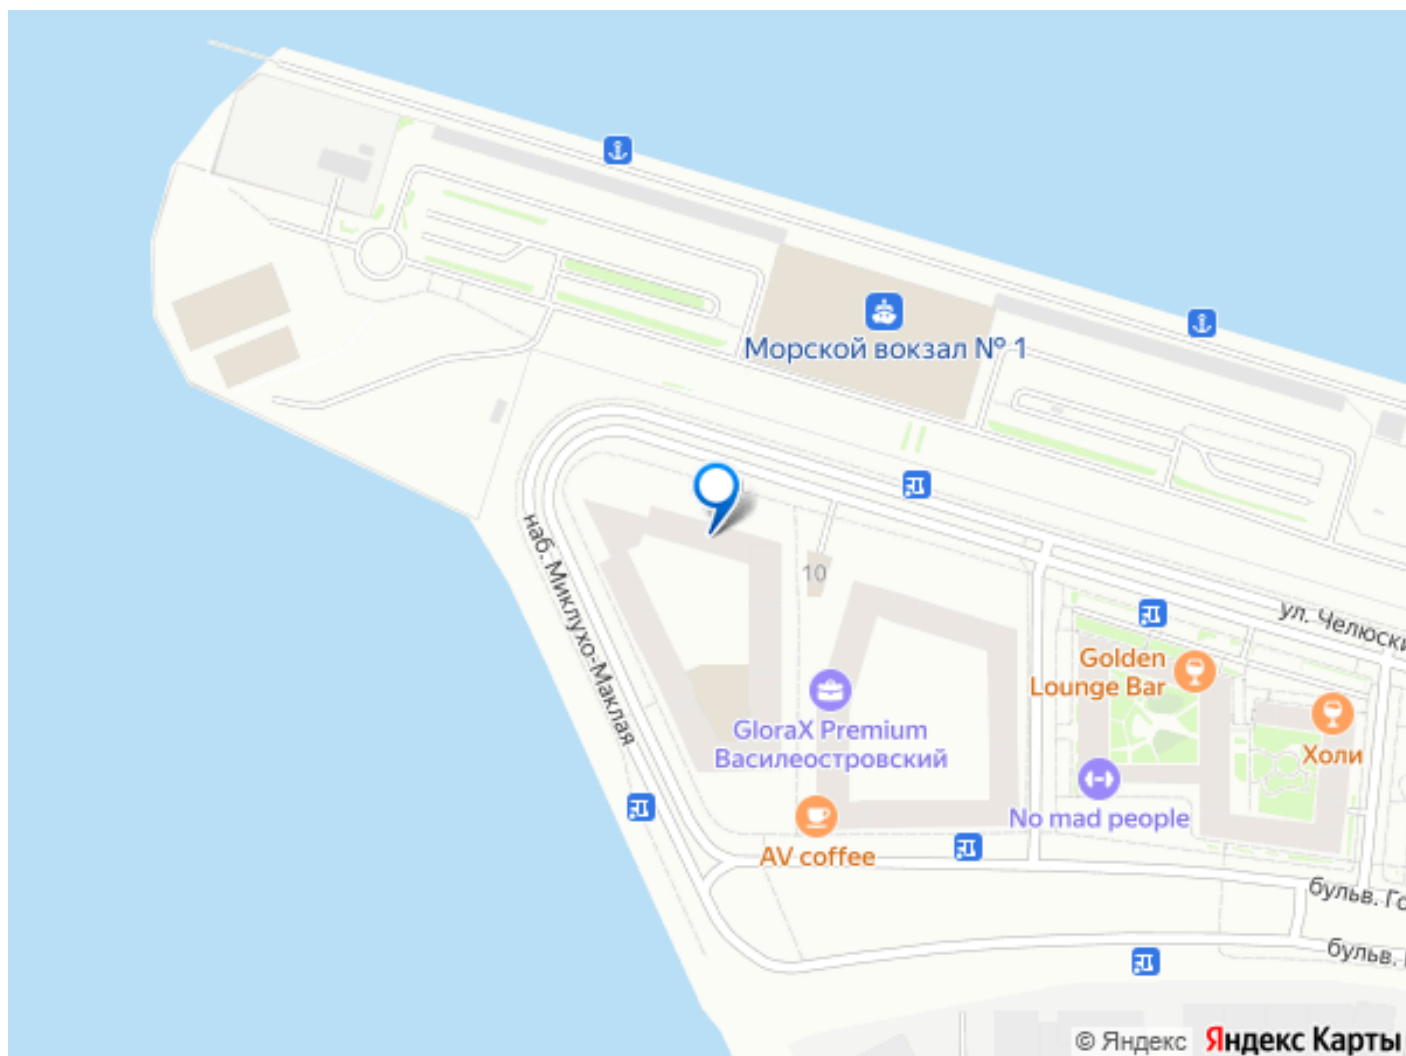 Морской вокзал № 1
наб. Миклухо-Маклая
10
ул. Челюски
Golden
Lounge Bar
GloraX Premium
Василеостровский
Холи
No mad people
AV coffee
бульв. Го
бульв.
© Яндекс Яндекс Карты